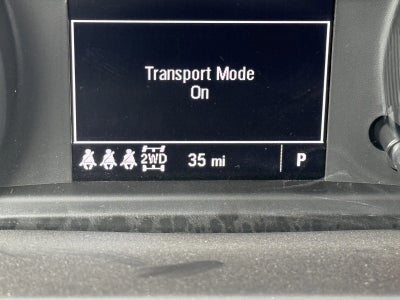 Transport Mode
On
2WD 35 mi P